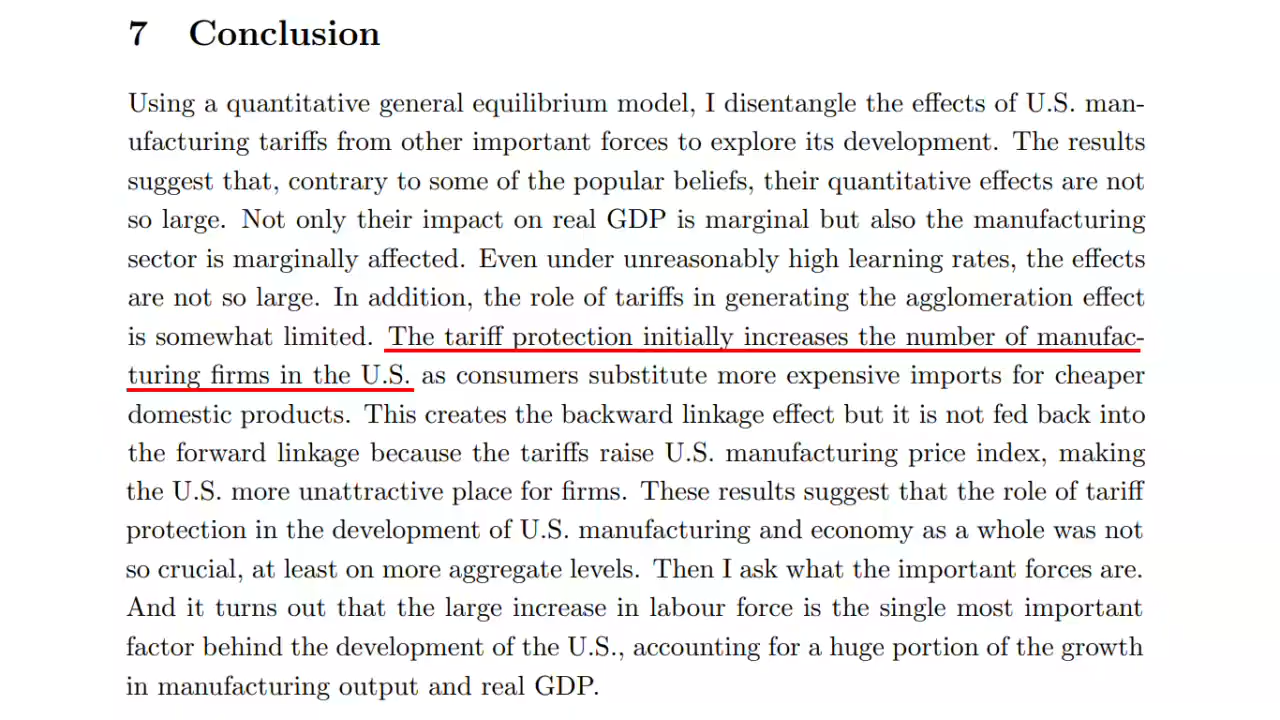 7 Conclusion
Using a quantitative general equilibrium model, I disentangle the effects of U.S. man-
ufacturing tariffs from other important forces to explore its development. The results
suggest that, contrary to some of the popular beliefs, their quantitative effects are not
so large. Not only their impact on real GDP is marginal but also the manufacturing
sector is marginally affected. Even under unreasonably high learning rates, the effects
are not so large. In addition, the role of tariffs in generating the agglomeration effect
is somewhat limited. The tariff protection initially increases the number of manufac-
turing firms in the U.S. as consumers substitute more expensive imports for cheaper
domestic products. This creates the backward linkage effect but it is not fed back into
the forward linkage because the tariffs raise U.S. manufacturing price index, making
the U.S. more unattractive place for firms. These results suggest that the role of tariff
protection in the development of U.S. manufacturing and economy as a whole was not
so crucial, at least on more aggregate levels. Then I ask what the important forces are.
And it turns out that the large increase in labour force is the single most important
factor behind the development of the U.S., accounting for a huge portion of the growth
in manufacturing output and real GDP.